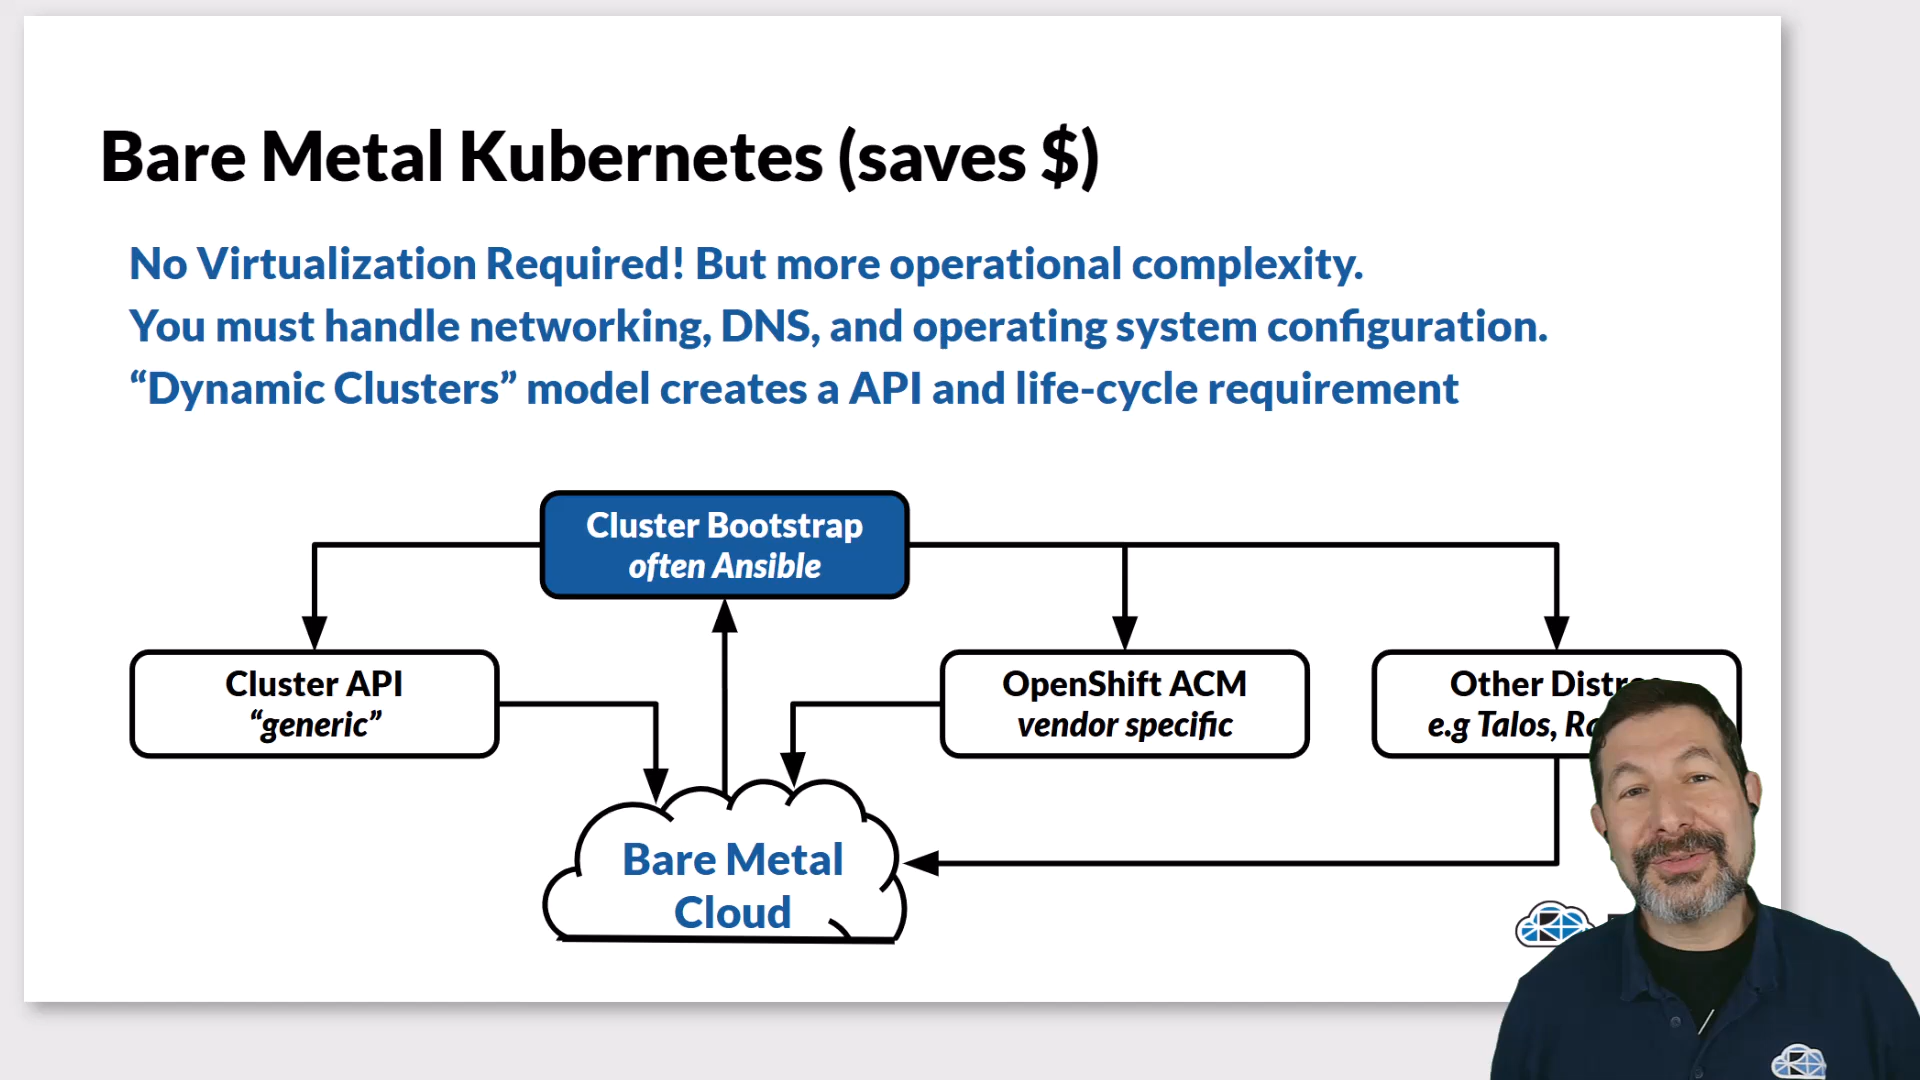 Bare Metal Kubernetes (saves $)
No Virtualization Required! But more operational complexity.
You must handle networking, DNS, and operating system configuration.
“Dynamic Clusters” model creates a API and life-cycle requirement
Cluster Bootstrap
often Ansible
Cluster API
“generic”
OpenShift ACM
vendor specific
Other
e.g Talos,
Bare Metal
Cloud